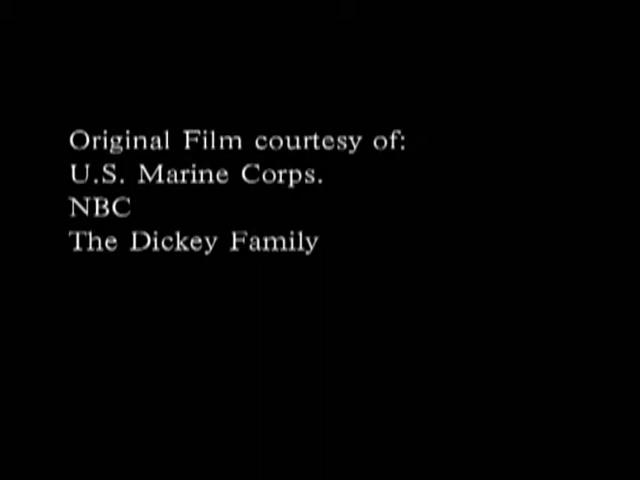 Original Film courtesy of:
U.S. Marine Corps.
NBC
The Dickey Family